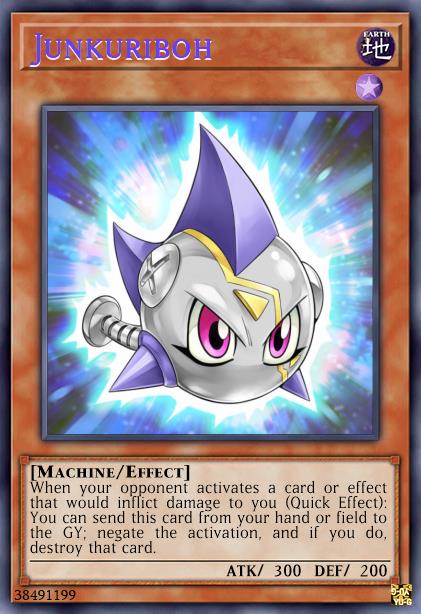 JUNKURIBOH
EARTH
地
[MACHINE/EFFECT]
When your opponent activates a card or effect
that would inflict damage to you (Quick Effect):
You can send this card from your hand or field to
the GY; negate the activation, and if you do,
destroy that card.
ATK/ 300 DEF/ 200
38491199